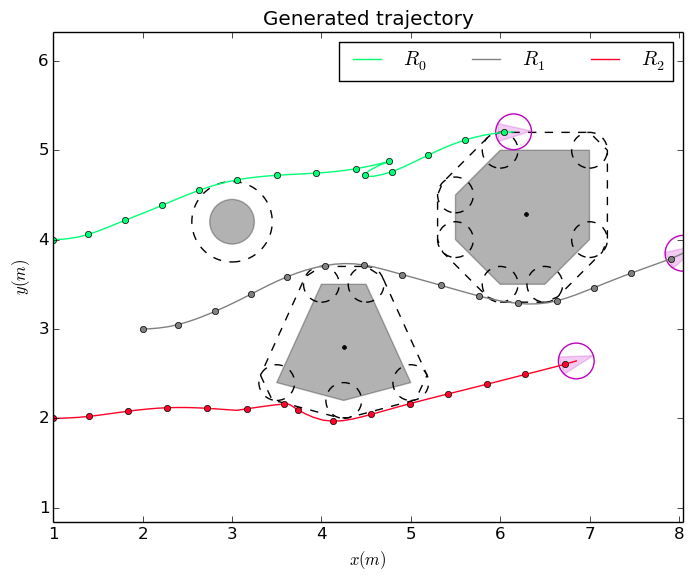 Generated trajectory
R₀ R₁ R₂
y(m)
6
5
4
3
2
1
1 2 3 4 5 6 7 8
x(m)